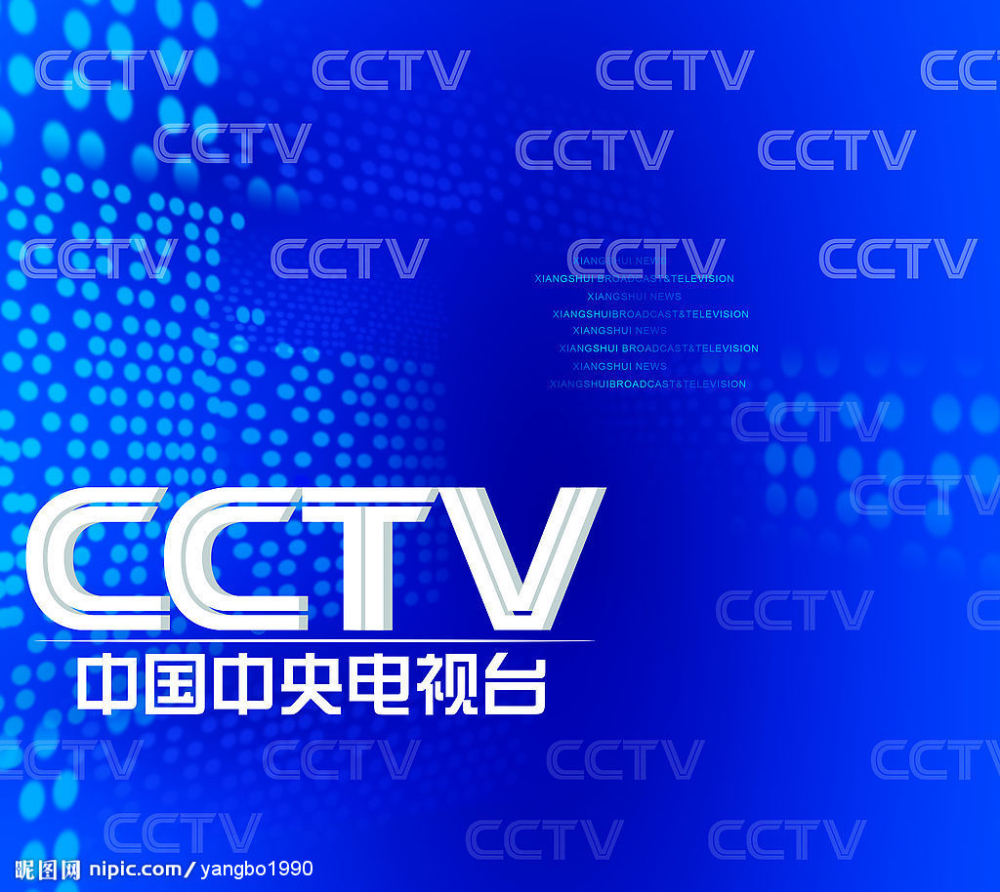 CCTV CCTV CCTV CC
CCTV CCTV CCTV
CCTV CCTV CCTV CCTV
XIANGSHUI NEWS
XIANGSHUI BROADCAST&TELEVISION
XIANGSHUI NEWS
XIANGSHUIBROADCAST&TELEVISION
XIANGSHUI NEWS
XIANGSHUI BROADCAST&TELEVISION
XIANGSHUI NEWS
XIANGSHUIBROADCAST&TELEVISION
CCTV
CCTV
CCTV
CCTV C
中国中央电视台
CCTV CCTV CCTV CCT
CCTV CCTV CCTV
昵图网 nipic.com/yangbo1990